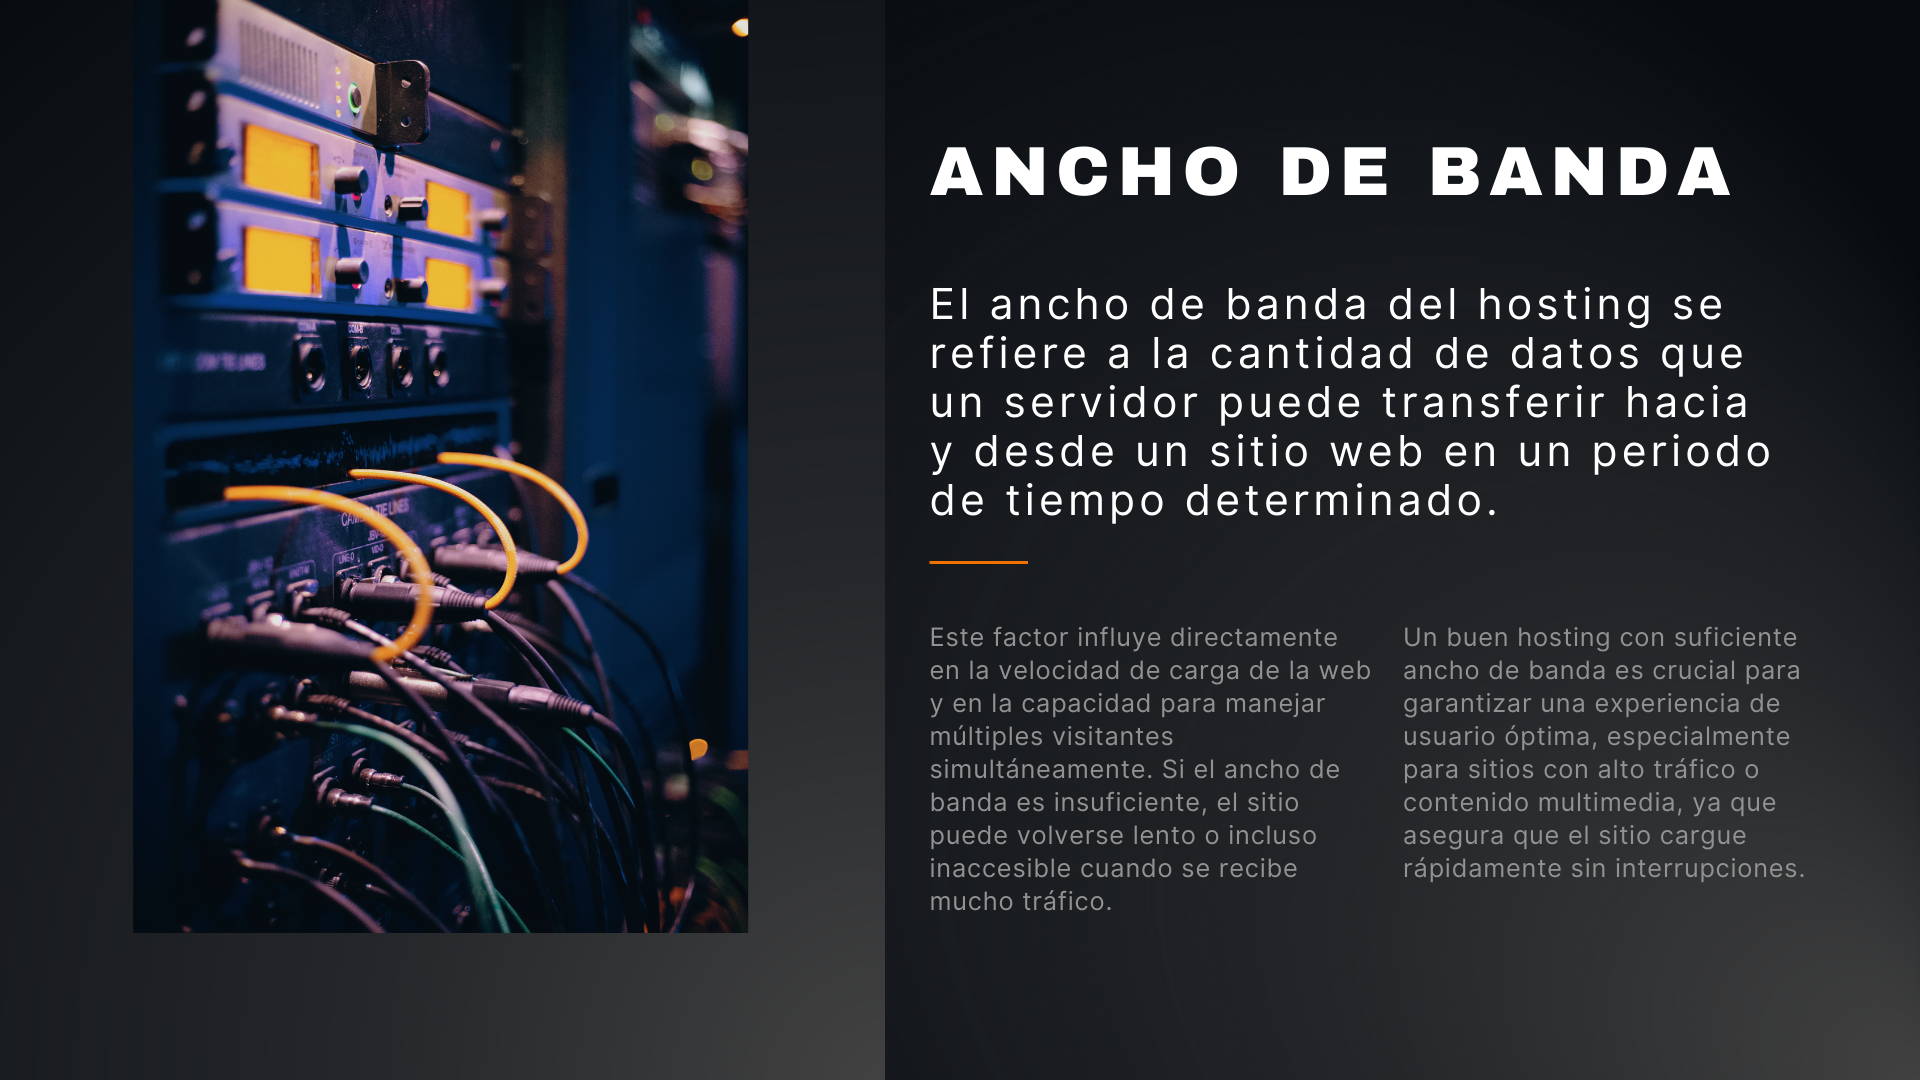 ANCHO DE BANDA
El ancho de banda del hosting se
refiere a la cantidad de datos que
un servidor puede transferir hacia
y desde un sitio web en un periodo
de tiempo determinado.
Este factor influye directamente
en la velocidad de carga de la web
y en la capacidad para manejar
múltiples visitantes
simultáneamente. Si el ancho de
banda es insuficiente, el sitio
puede volverse lento o incluso
inaccesible cuando se recibe
mucho tráfico.
Un buen hosting con suficiente
ancho de banda es crucial para
garantizar una experiencia de
usuario óptima, especialmente
para sitios con alto tráfico o
contenido multimedia, ya que
asegura que el sitio cargue
rápidamente sin interrupciones.
COM-B
TIE LINES